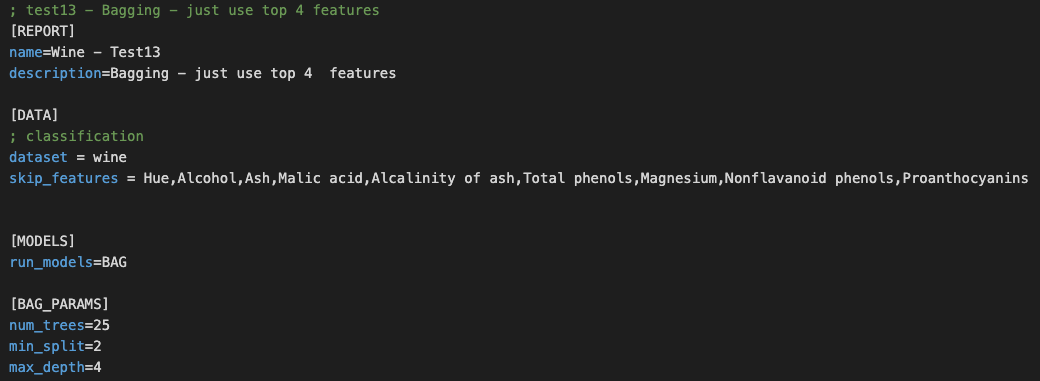 ; test13 - Bagging - just use top 4 features
[REPORT]
name=Wine - Test13
description=Bagging - just use top 4  features
[DATA]
; classification
dataset = wine
skip_features = Hue,Alcohol,Ash,Malic acid,Alcalinity of ash,Total phenols,Magnesium,Nonflavanoid phenols,Proanthocyanins
[MODELS]
run_models=BAG
[BAG_PARAMS]
num_trees=25
min_split=2
max_depth=4